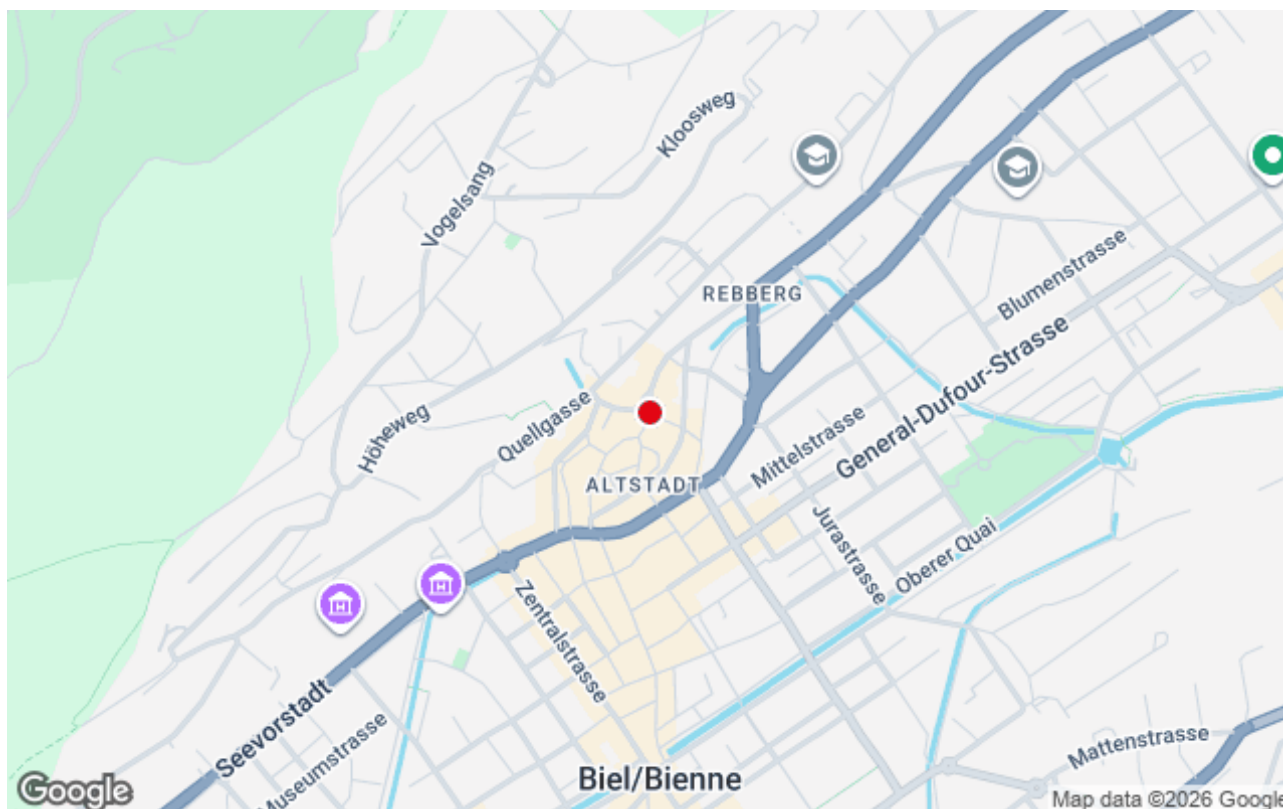 Kloosweg
Vogelsang
REBBERG
Blumenstrasse
General-Dufour-Strasse
Höheweg
Quellgasse
Mittelstrasse
ALTSTADT
Jurastrasse
Oberer Quai
Zentralstrasse
Seevorstadt
Museumstrasse
Mattenstrasse
Biel/Bienne
Google
Map data ©2026 Google